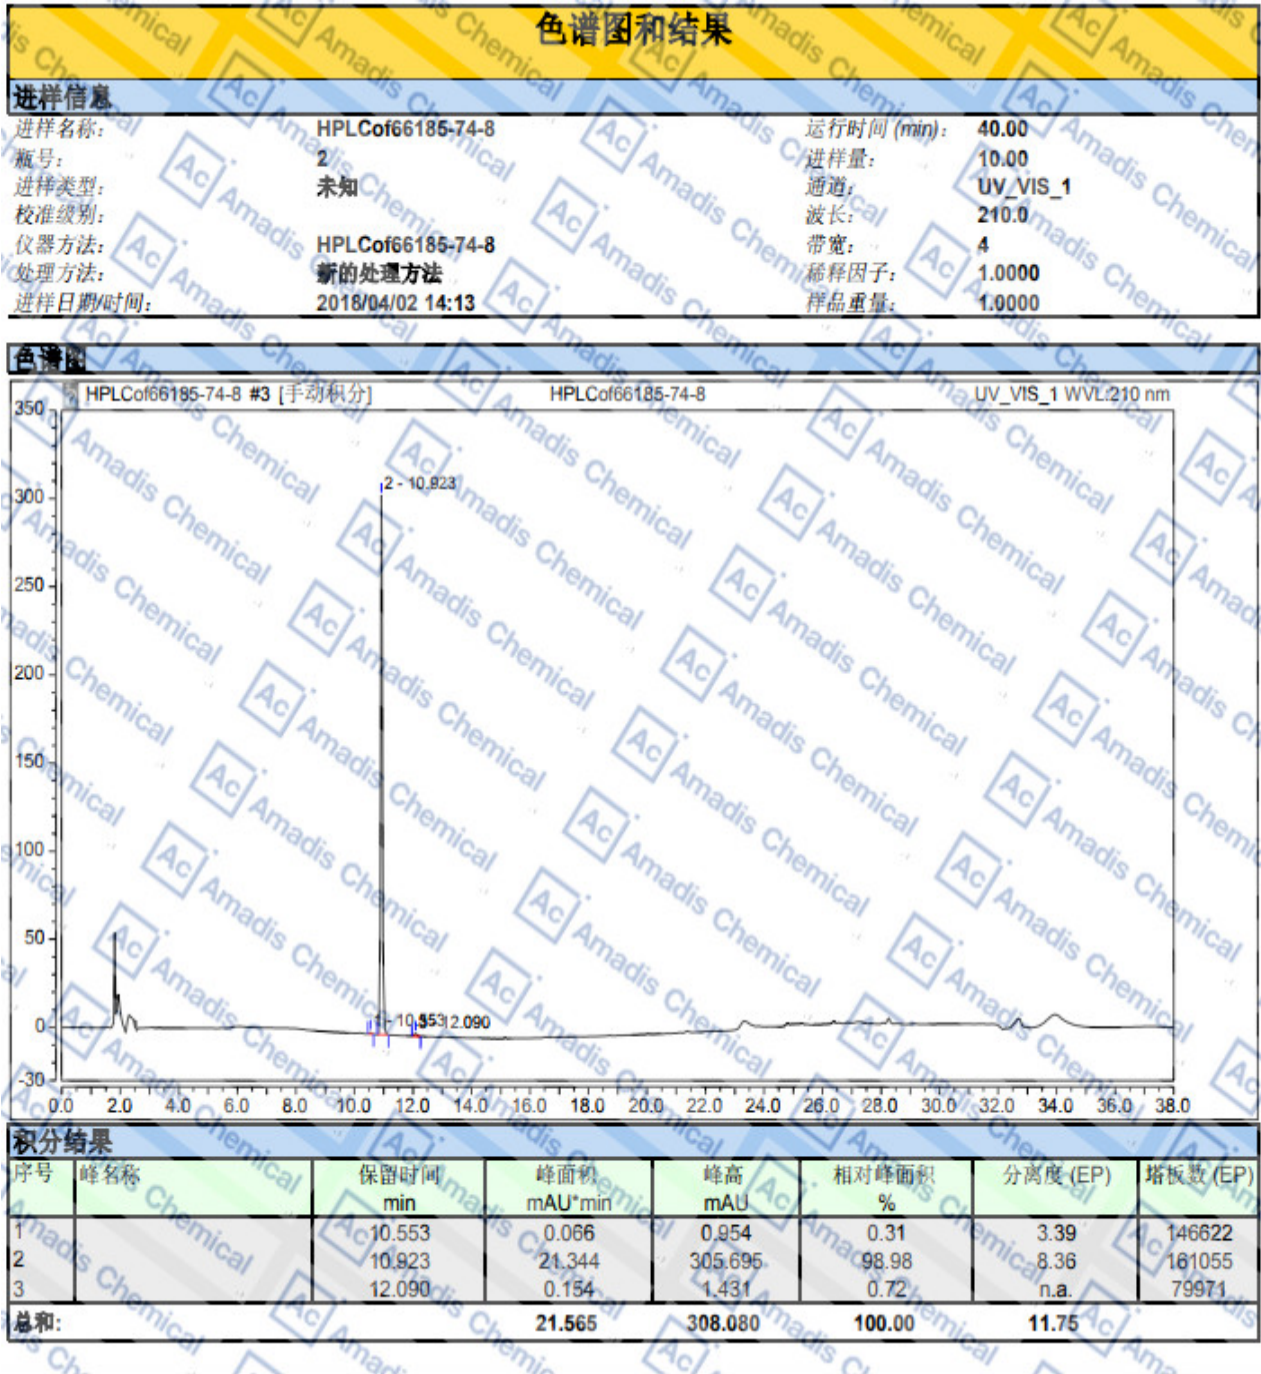 色谱图和结果
进样信息
进样名称: HPLCof66185-74-8 运行时间 (min): 40.00
瓶号: 2 进样量: 10.00
进样类型: 未知 通道: UV_VIS_1
校准级别: 波长: 210.0
仪器方法: HPLCof66185-74-8 带宽: 4
处理方法: 新的处理方法 稀释因子: 1.0000
进样日期/时间: 2018/04/02 14:13 样品重量: 1.0000
色谱图
HPLCof66185-74-8 #3 [手动积分] HPLCof66185-74-8 UV_VIS_1 WVL:210 nm
350
2 - 10.923
300
250
200
150
100
50
1 - 10.553 3 - 12.090
0
-30
0.0 2.0 4.0 6.0 8.0 10.0 12.0 14.0 16.0 18.0 20.0 22.0 24.0 26.0 28.0 30.0 32.0 34.0 36.0 38.0
积分结果
序号 峰名称 保留时间 峰面积 峰高 相对峰面积 分离度 (EP) 塔板数 (EP)
min mAU*min mAU %
1 10.553 0.066 0.954 0.31 3.39 146622
2 10.923 21.344 305.695 98.98 8.36 161055
3 12.090 0.154 1.431 0.72 n.a. 79971
总和: 21.565 308.080 100.00 11.75
Ac Amadis Chemical